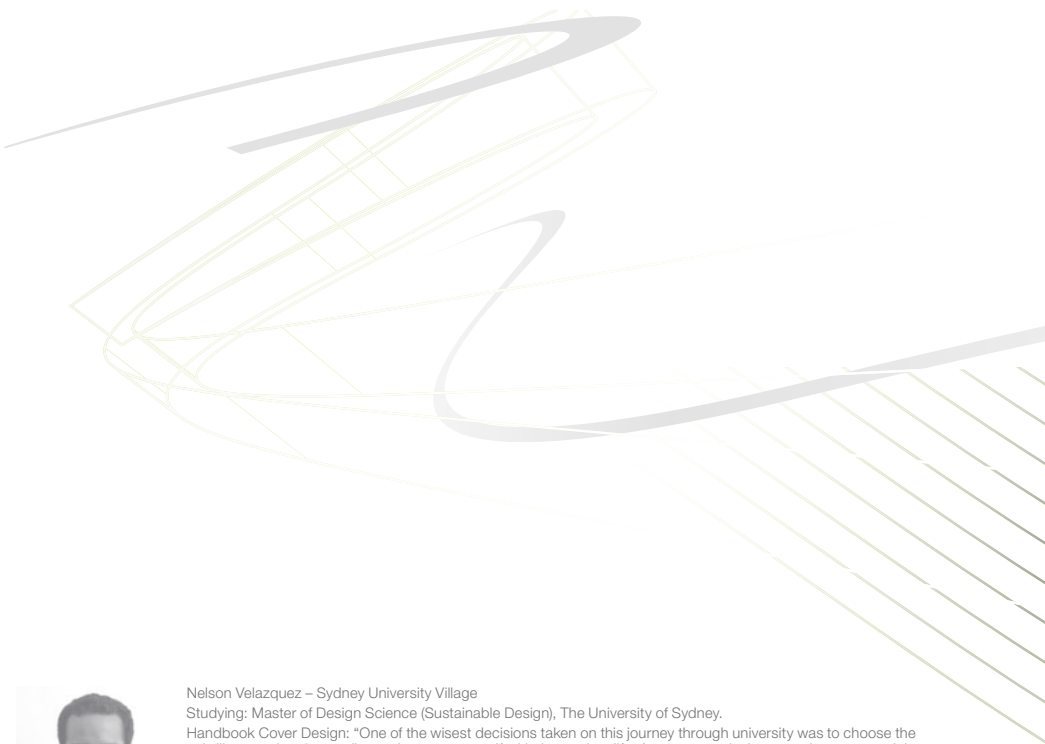 Nelson Velazquez – Sydney University Village
Studying: Master of Design Science (Sustainable Design), The University of Sydney.
Handbook Cover Design: “One of the wisest decisions taken on this journey through university was to choose the